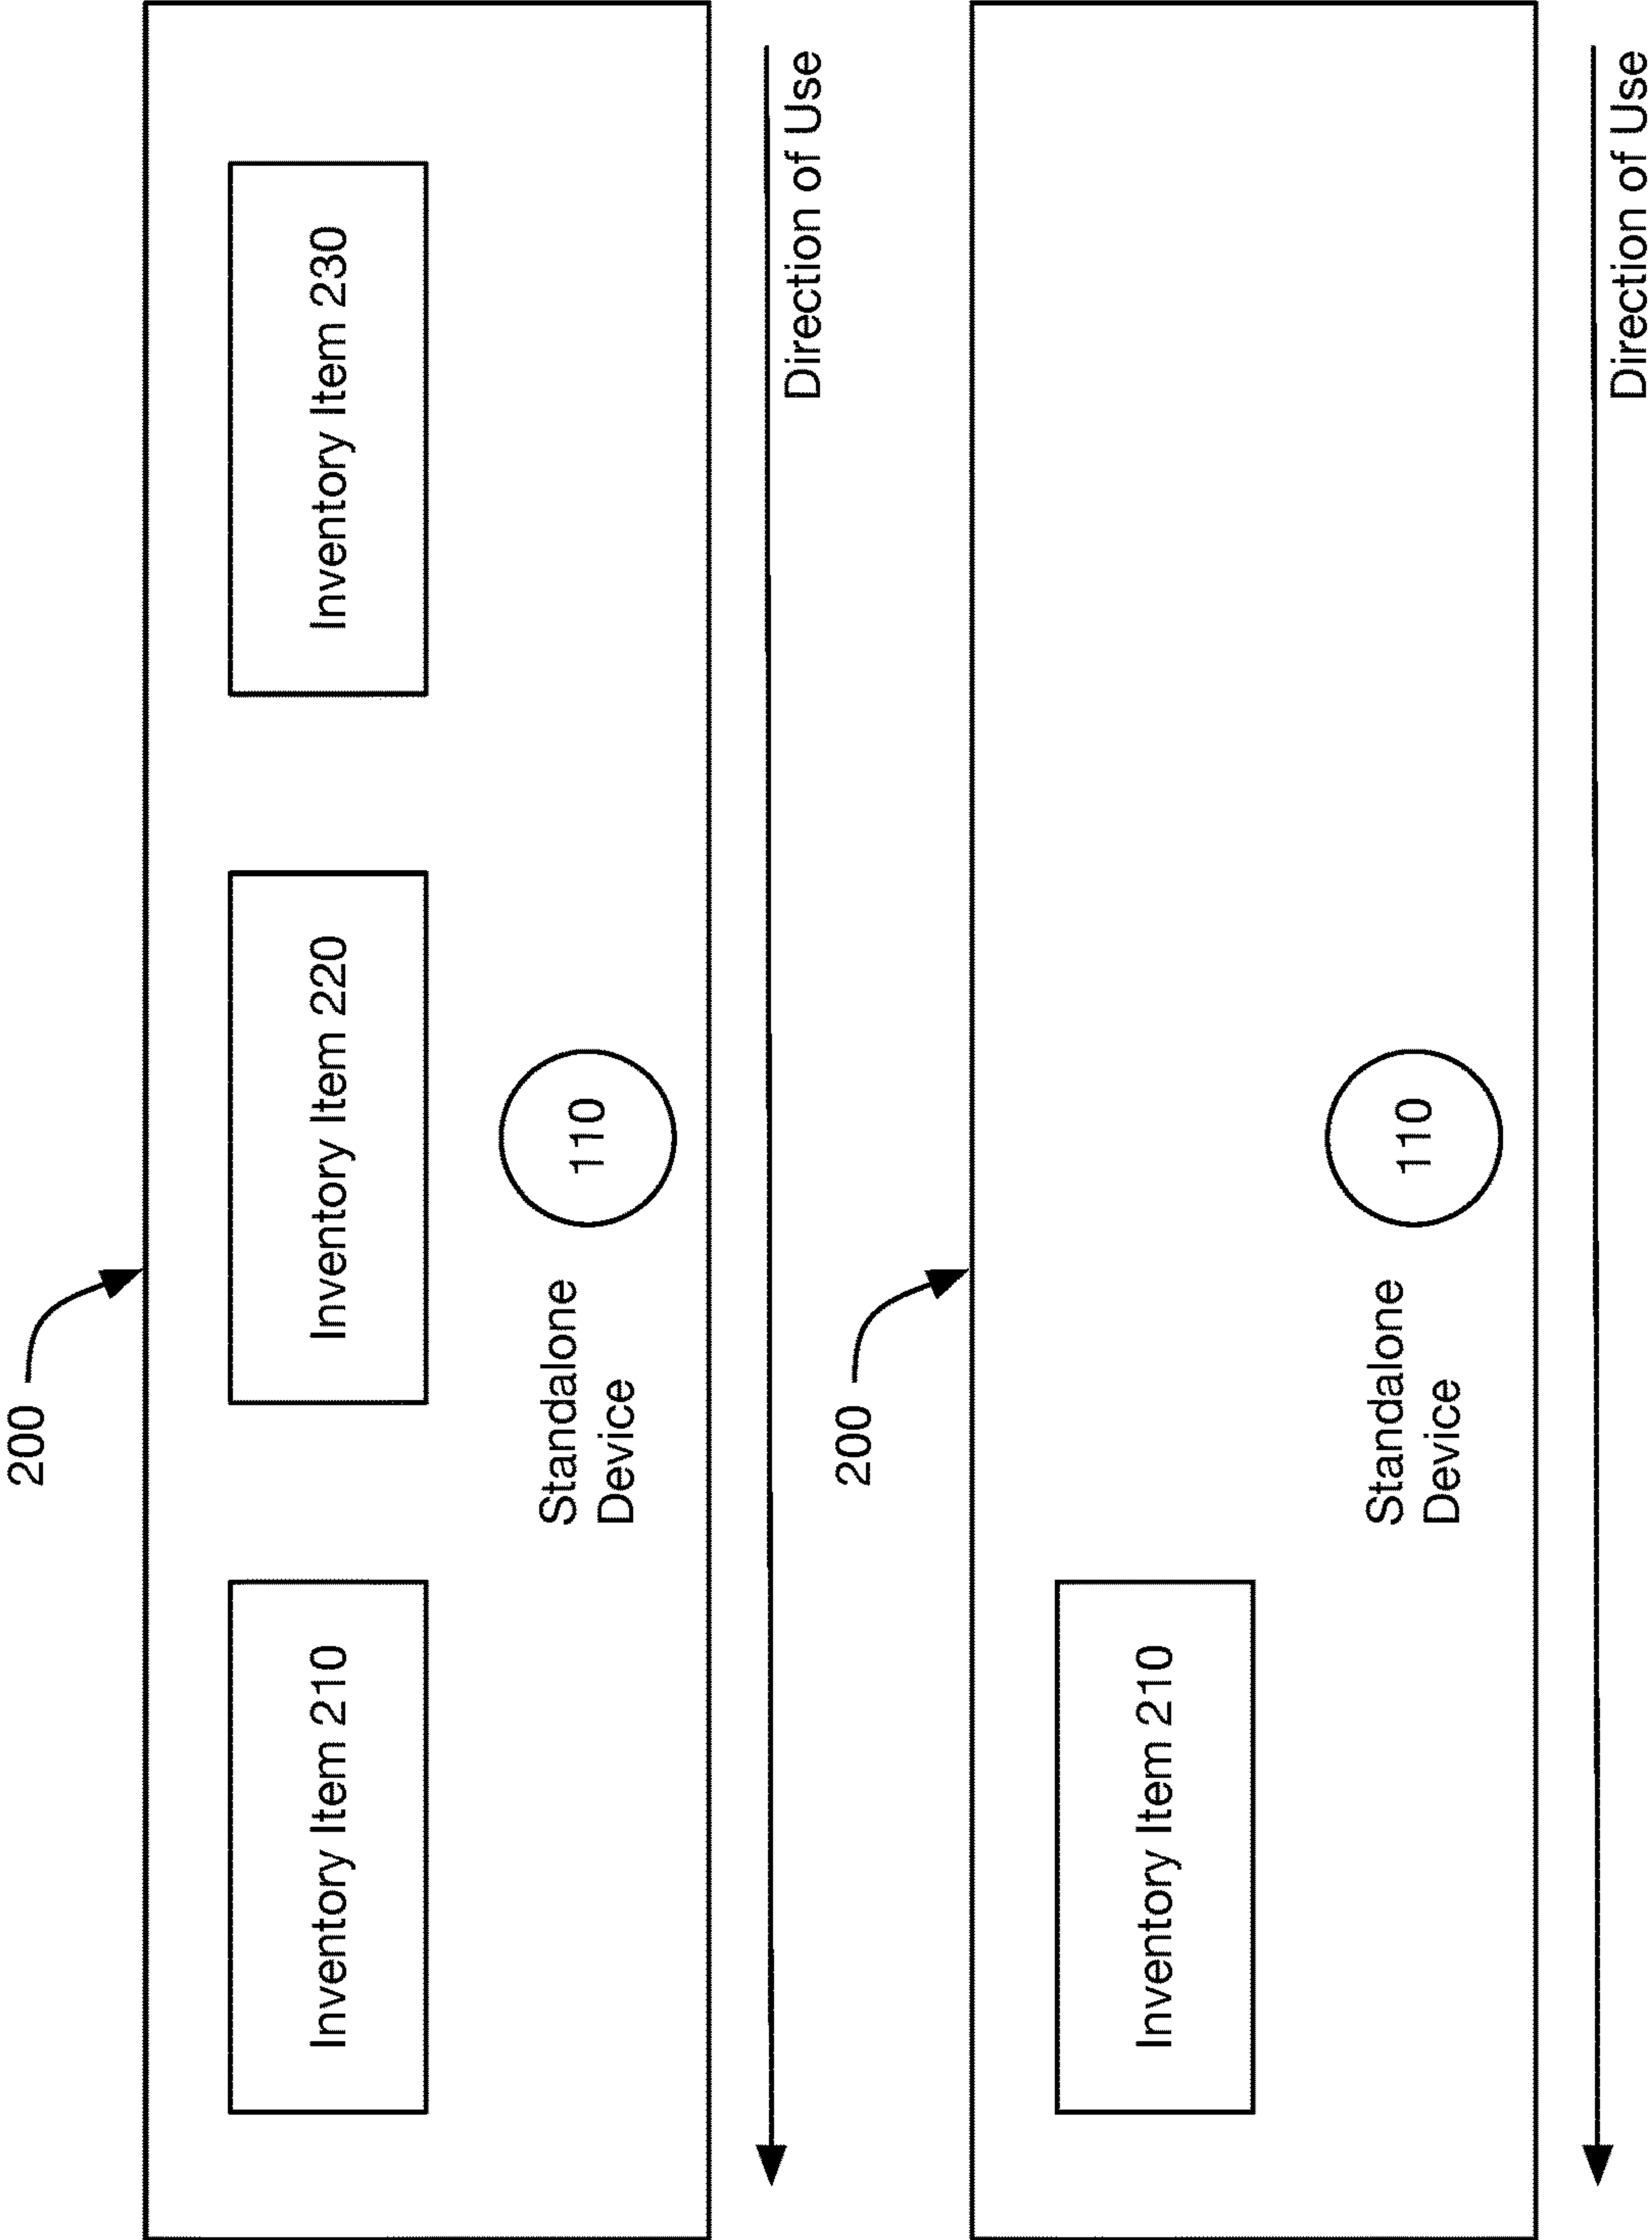 200
Inventory Item 210
Inventory Item 220
Inventory Item 230
Standalone
Device
110
Direction of Use
200
Inventory Item 210
Standalone
Device
110
Direction of Use